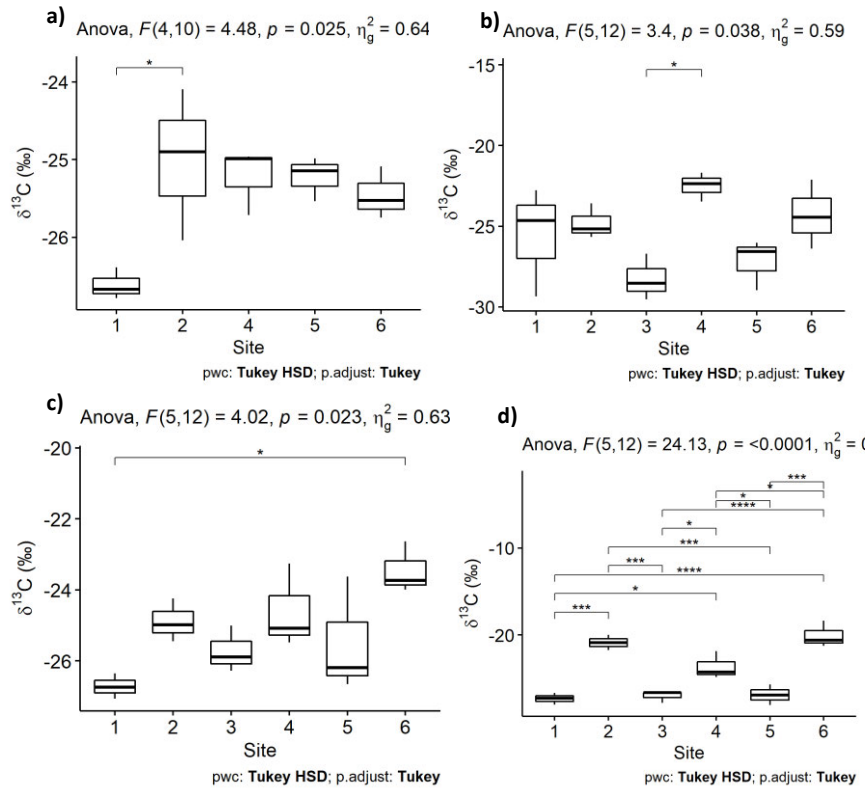 a)
Anova, F(4,10) = 4.48, p = 0.025, η²g = 0.64
*
-24
-25
-26
δ¹³C (‰)
1 2 4 5 6
Site
pwc: Tukey HSD; p.adjust: Tukey
b)
Anova, F(5,12) = 3.4, p = 0.038, η²g = 0.59
-15
*
-20
-25
-30
δ¹³C (‰)
1 2 3 4 5 6
Site
pwc: Tukey HSD; p.adjust: Tukey
c)
Anova, F(5,12) = 4.02, p = 0.023, η²g = 0.63
-20
*
-22
-24
-26
δ¹³C (‰)
1 2 3 4 5 6
Site
pwc: Tukey HSD; p.adjust: Tukey
d)
Anova, F(5,12) = 24.13, p = <0.0001, η²g = 0
***
*
*
****
*
***
-10
***
****
*
***
-20
δ¹³C (‰)
1 2 3 4 5 6
Site
pwc: Tukey HSD; p.adjust: Tukey